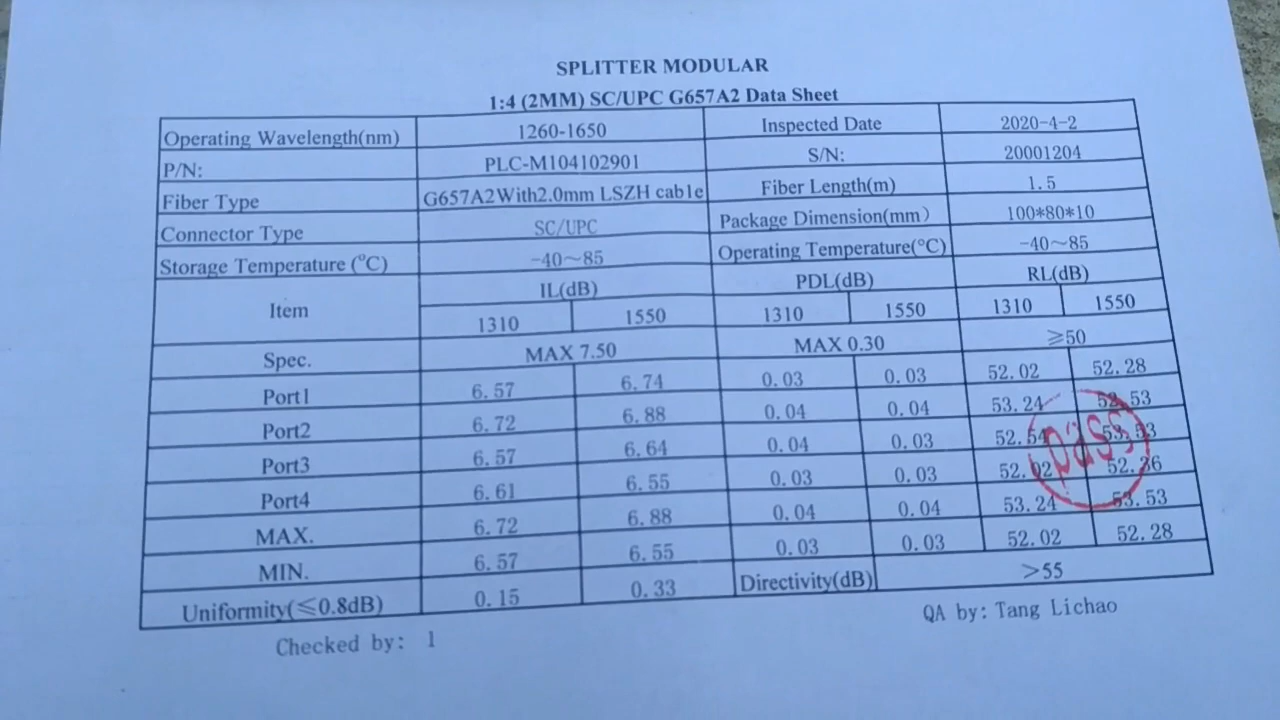 SPLITTER MODULAR
1:4 (2MM) SC/UPC G657A2 Data Sheet
Operating Wavelength(nm) 1260-1650 Inspected Date 2020-4-2
P/N: PLC-M104102901 S/N: 20001204
Fiber Type G657A2With2.0mm LSZH cable Fiber Length(m) 1.5
Connector Type SC/UPC Package Dimension(mm) 100*80*10
Storage Temperature (°C) -40~85 Operating Temperature(°C) -40~85
Item IL(dB) PDL(dB) RL(dB)
1310 1550 1310 1550 1310 1550
Spec. MAX 7.50 MAX 0.30 ≥50
Port1 6.57 6.74 0.03 0.03 52.02 52.28
Port2 6.72 6.88 0.04 0.04 53.24 52.53
Port3 6.57 6.64 0.04 0.03 52.54 53.53
Port4 6.61 6.55 0.03 0.03 52.02 52.36
MAX. 6.72 6.88 0.04 0.04 53.24 53.53
MIN. 6.57 6.55 0.03 0.03 52.02 52.28
Uniformity(≤0.8dB) 0.15 0.33 Directivity(dB) >55
pass
Checked by: 1 QA by: Tang Lichao